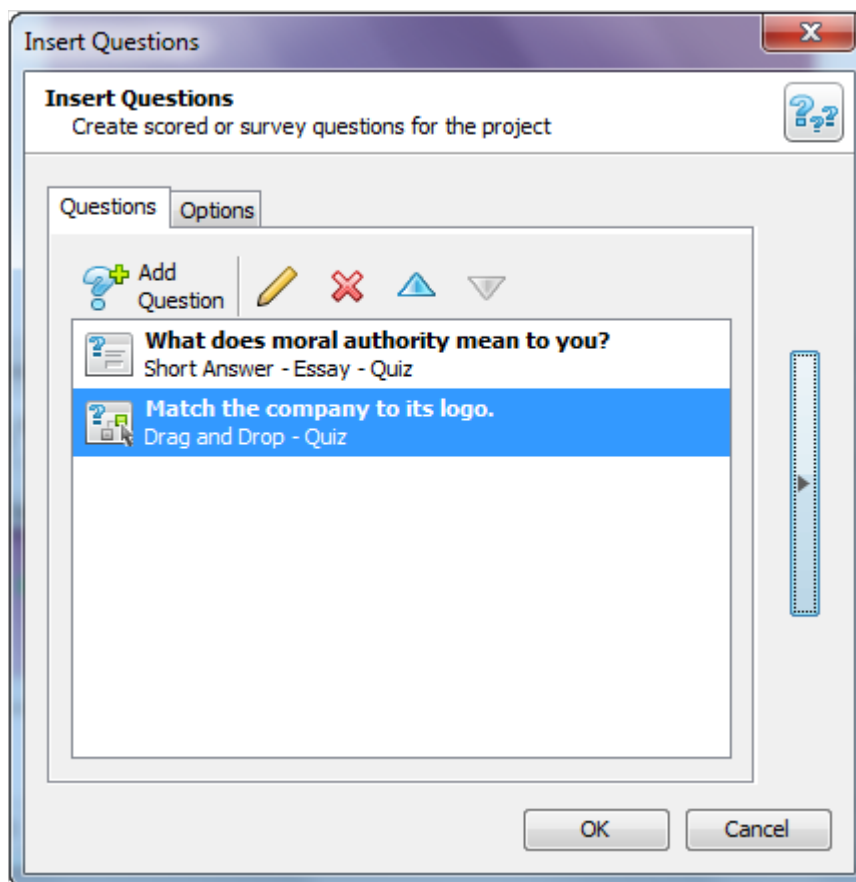 Insert Questions
Insert Questions
Create scored or survey questions for the project
Questions Options
Add
Question
What does moral authority mean to you?
Short Answer - Essay - Quiz
Match the company to its logo.
Drag and Drop - Quiz
OK Cancel